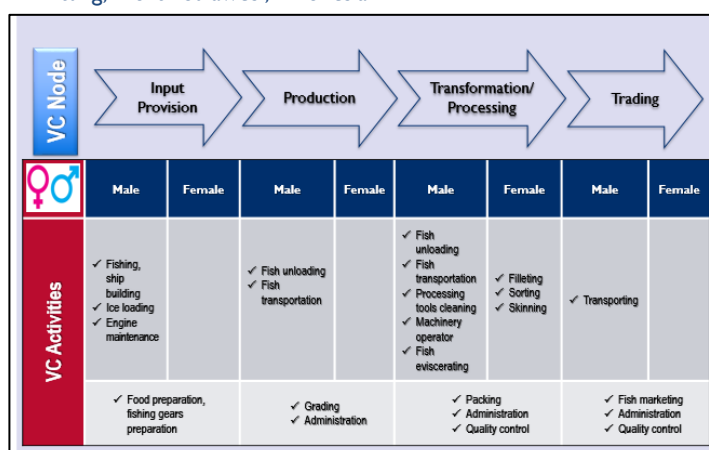 VC Node
Input
Provision
Production
Transformation/
Processing
Trading
Male
Female
Male
Female
Male
Female
Male
Female
VC Activities
✓ Fishing,
ship
building
✓ Ice loading
✓ Engine
maintenance
✓ Fish unloading
✓ Fish
transportation
✓ Fish
unloading
✓ Fish
transportation
✓ Processing
tools cleaning
✓ Machinery
operator
✓ Fish
eviscerating
✓ Filleting
✓ Sorting
✓ Skinning
✓ Transporting
✓ Food preparation,
fishing gears
preparation
✓ Grading
✓ Administration
✓ Packing
✓ Administration
✓ Quality control
✓ Fish marketing
✓ Administration
✓ Quality control